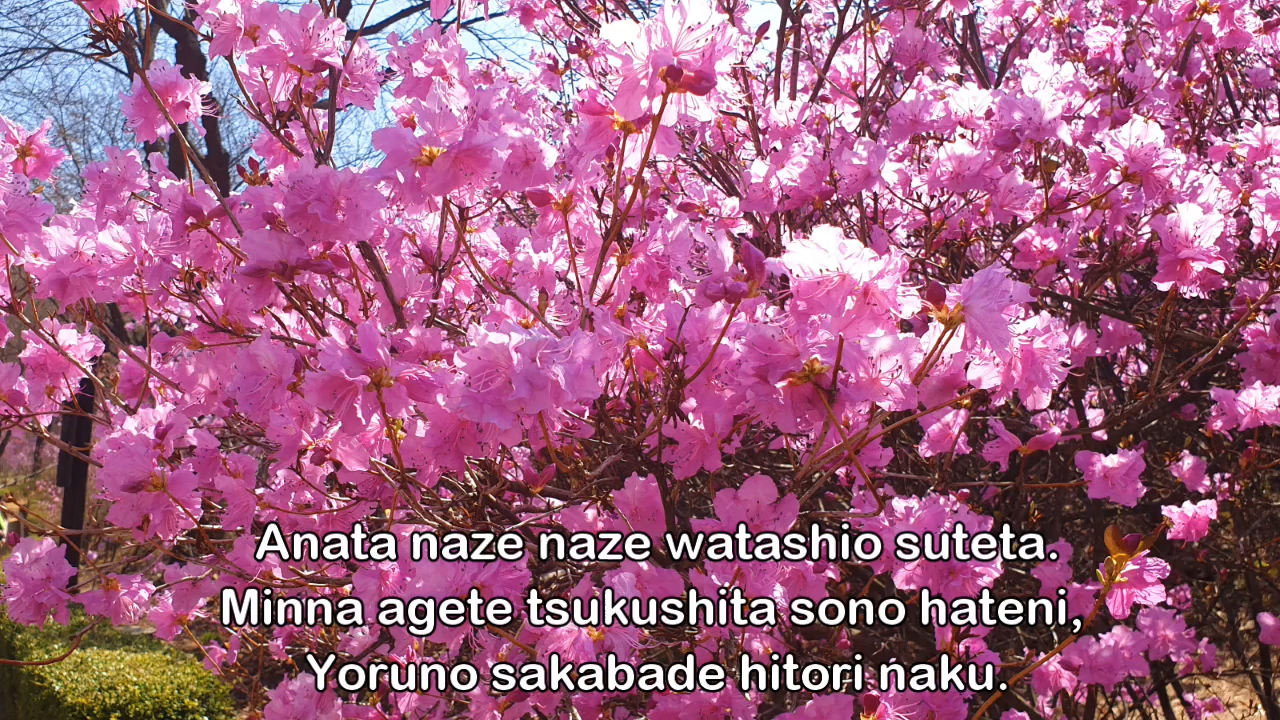 Anata naze naze watashio suteta.
Minna agete tsukushita sono hateni,
Yoruno sakabade hitori naku.